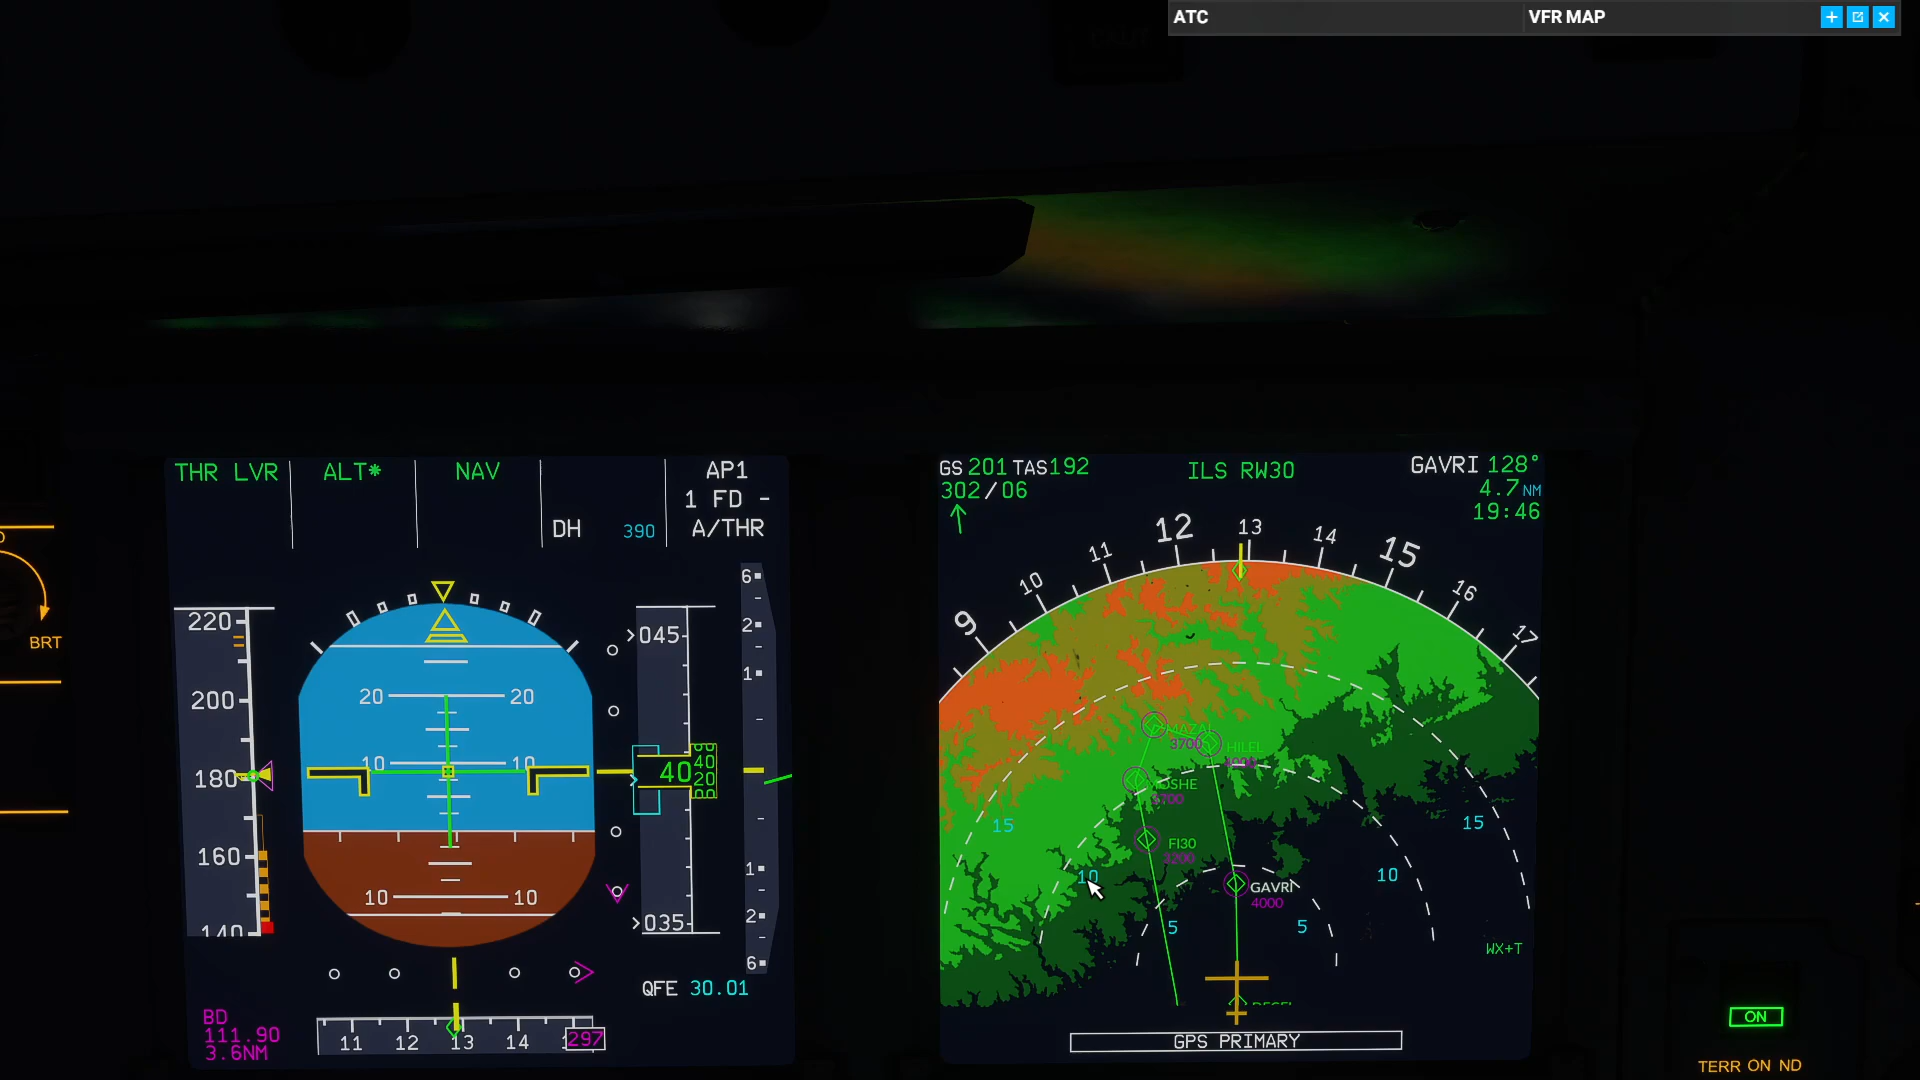 ATC
VFR MAP
THR LVR
ALT*
NAV
AP1
1 FD -
A/THR
DH 390
220
200
180
160
140
20 20
10 10
10 10
045
40
40
20
00
035
6
2
1
1
2
6
QFE 30.01
BD
111.90
3.6NM
11 12 13 14
297
BRT
GS 201 TAS192
302/06
ILS RW30
GAVRI 128°
4.7 NM
19:46
9 10 11 12 13 14 15 16 17
MAZAL
3700
HILEL
3700
FI30
3200
GAVRI
4000
15 15
10 10
5 5
WX+T
GPS PRIMARY
ON
TERR ON ND